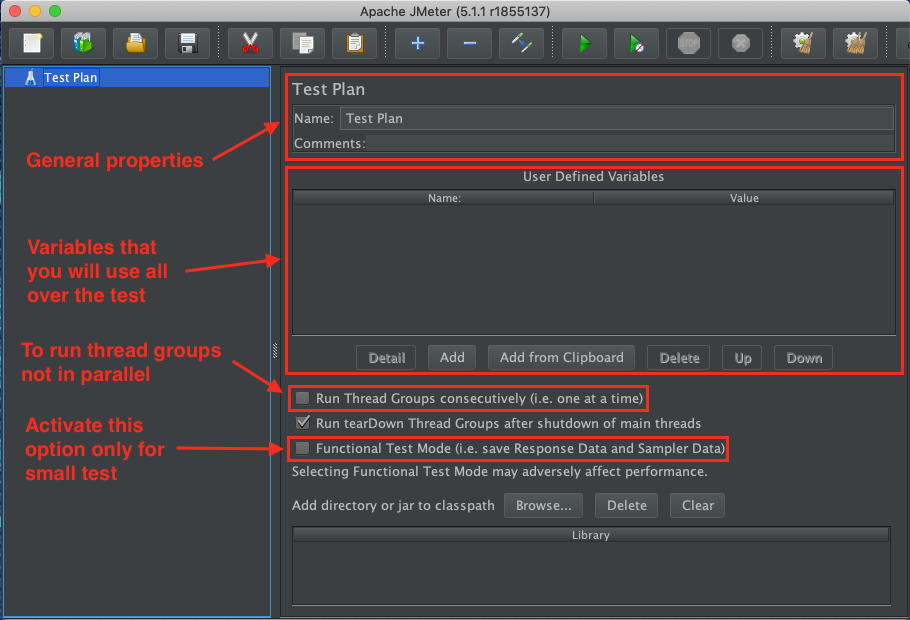 Apache JMeter (5.1.1 r1855137)
STOP
Test Plan
Test Plan
Name: Test Plan
Comments:
General properties
User Defined Variables
Name: Value
Variables that
you will use all
over the test
Detail Add Add from Clipboard Delete Up Down
To run thread groups
not in parallel
Run Thread Groups consecutively (i.e. one at a time)
Run tearDown Thread Groups after shutdown of main threads
Activate this
option only for
small test
Functional Test Mode (i.e. save Response Data and Sampler Data)
Selecting Functional Test Mode may adversely affect performance.
Add directory or jar to classpath Browse... Delete Clear
Library